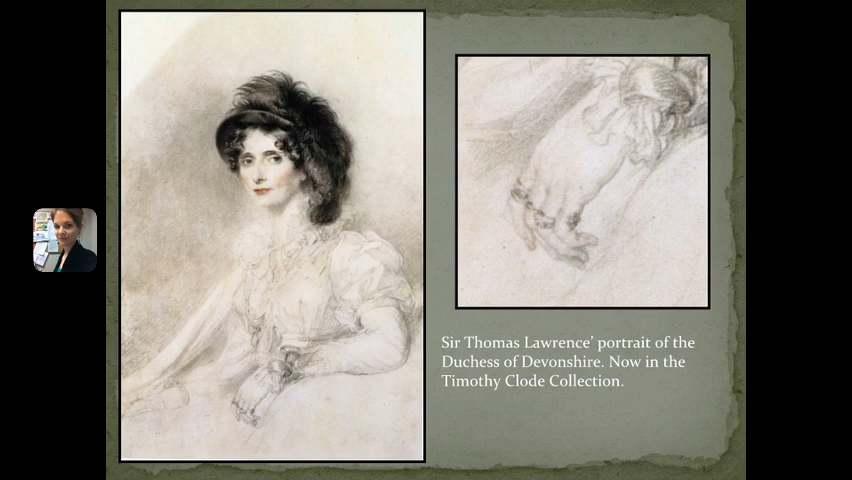 Sir Thomas Lawrence’ portrait of the
Duchess of Devonshire. Now in the
Timothy Clode Collection.